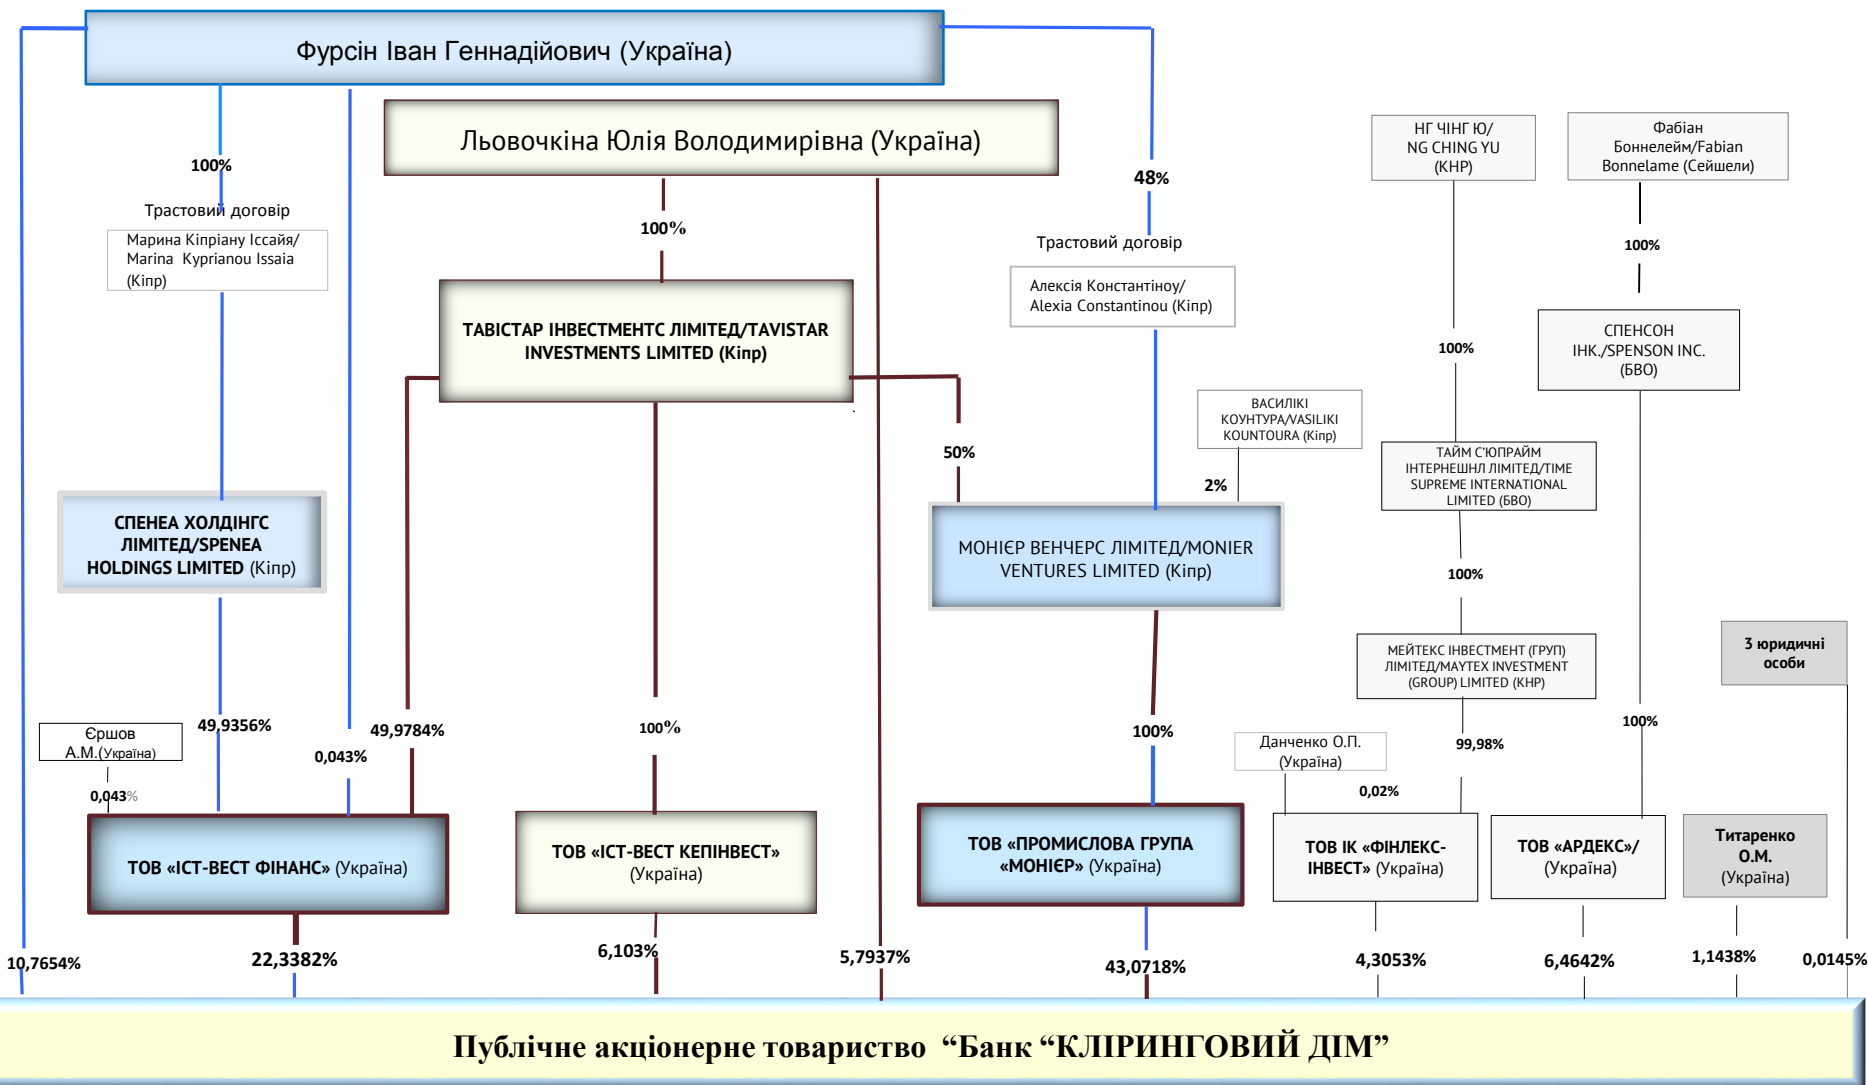 Фурсін Іван Геннадійович (Україна)
Льовочкіна Юлія Володимирівна (Україна)
НГ ЧІНГ Ю/
NG CHING YU
(КНР)
Фабіан
Боннелейм/Fabian
Bonnelame (Сейшели)
100%
Трастовий договір
Марина Кіпріану Іссайя/
Marina Kyprianou Issaia
(Кіпр)
100%
48%
Трастовий договір
Алексія Константіноу/
Alexia Constantinou (Кіпр)
100%
ТАВІСТАР ІНВЕСТМЕНТС ЛІМІТЕД/TAVISTAR
INVESTMENTS LIMITED (Кіпр)
100%
СПЕНСОН
ІНК./SPENSON INC.
(БВО)
ВАСИЛІКІ
КОУНТУРА/VASILIKI
KOUNTOURA (Кіпр)
50%
2%
ТАЙМ С'ЮПРАЙМ
ІНТЕРНЕШНЛ ЛІМІТЕД/TIME
SUPREME INTERNATIONAL
LIMITED (БВО)
СПЕНЕА ХОЛДІНГС
ЛІМІТЕД/SPENEA
HOLDINGS LIMITED (Кіпр)
МОНІЄР ВЕНЧЕРС ЛІМІТЕД/MONIER
VENTURES LIMITED (Кіпр)
100%
МЕЙТЕКС ІНВЕСТМЕНТ (ГРУП)
ЛІМІТЕД/MAYTEX INVESTMENT
(GROUP) LIMITED (КНР)
3 юридичні
особи
Єршов
А.М.(Україна)
49,9356%
0,043%
49,9784%
100%
100%
Данченко О.П.
(Україна)
99,98%
100%
0,043%
0,02%
ТОВ «ІСТ-ВЕСТ ФІНАНС» (Україна)
ТОВ «ІСТ-ВЕСТ КЕПІНВЕСТ»
(Україна)
ТОВ «ПРОМИСЛОВА ГРУПА
«МОНІЄР» (Україна)
ТОВ ІК «ФІНЛЕКС-
ІНВЕСТ» (Україна)
ТОВ «АРДЕКС»/
(Україна)
Титаренко
О.М.
(Україна)
10,7654%
22,3382%
6,103%
5,7937%
43,0718%
4,3053%
6,4642%
1,1438%
0,0145%
Публічне акціонерне товариство “Банк “КЛІРИНГОВИЙ ДІМ”